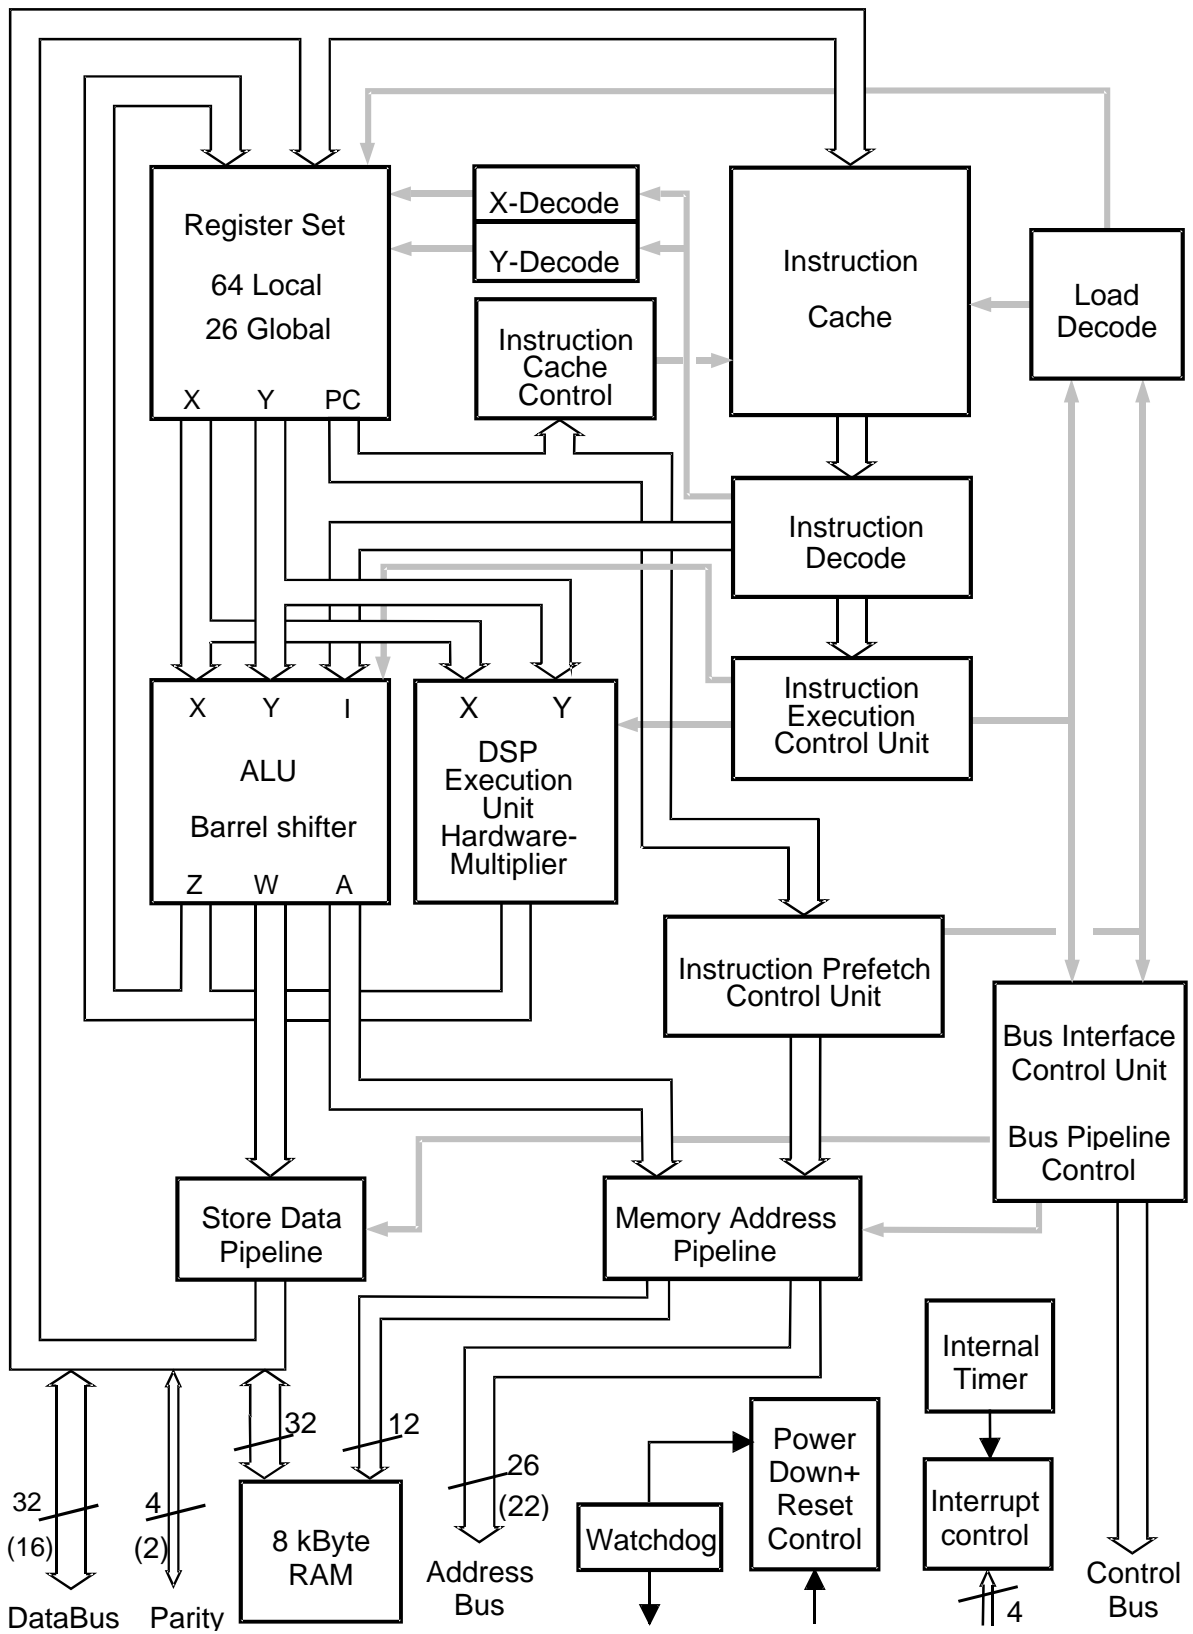 Register Set
64 Local
26 Global
X Y PC
X-Decode
Y-Decode
Instruction
Cache
Control
Instruction
Cache
Load
Decode
Instruction
Decode
Instruction
Execution
Control Unit
X Y I
ALU
Barrel shifter
Z W A
X Y
DSP
Execution
Unit
Hardware-
Multiplier
Instruction Prefetch
Control Unit
Bus Interface
Control Unit
Bus Pipeline
Control
Store Data
Pipeline
Memory Address
Pipeline
Internal
Timer
32
12
26
(22)
Power
Down+
Reset
Control
32
(16)
4
(2)
8 kByte
RAM
Watchdog
Interrupt
control
Address
Bus
Control
Bus
DataBus
Parity
4